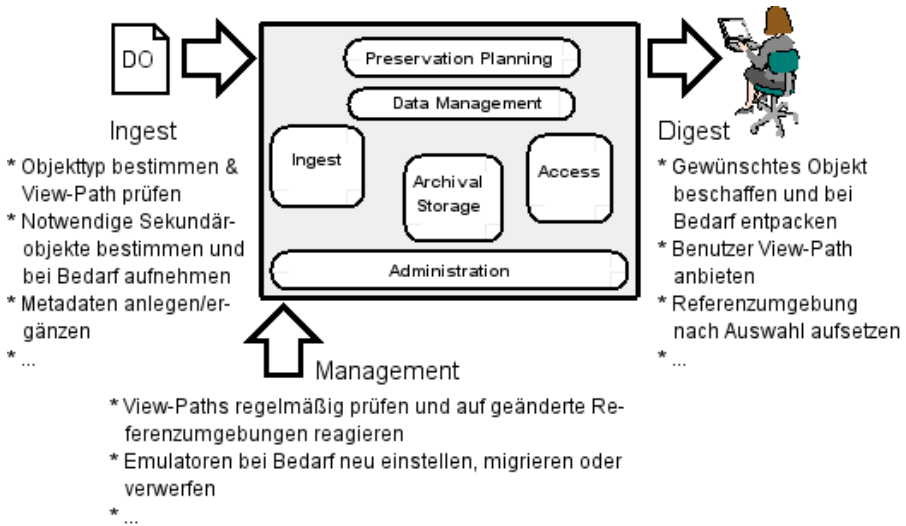 DO
Preservation Planning
Data Management
Ingest
Archival
Storage
Access
Administration
Ingest
* Objekttyp bestimmen &
View-Path prüfen
* Notwendige Sekundär-
objekte bestimmen und
bei Bedarf aufnehmen
* Metadaten anlegen/er-
gänzen
* ...
Digest
* Gewünschtes Objekt
beschaffen und bei
Bedarf entpacken
* Benutzer View-Path
anbieten
* Referenzumgebung
nach Auswahl aufsetzen
* ...
Management
* View-Paths regelmäßig prüfen und auf geänderte Re-
ferenzumgebungen reagieren
* Emulatoren bei Bedarf neu einstellen, migrieren oder
verwerfen
* ...